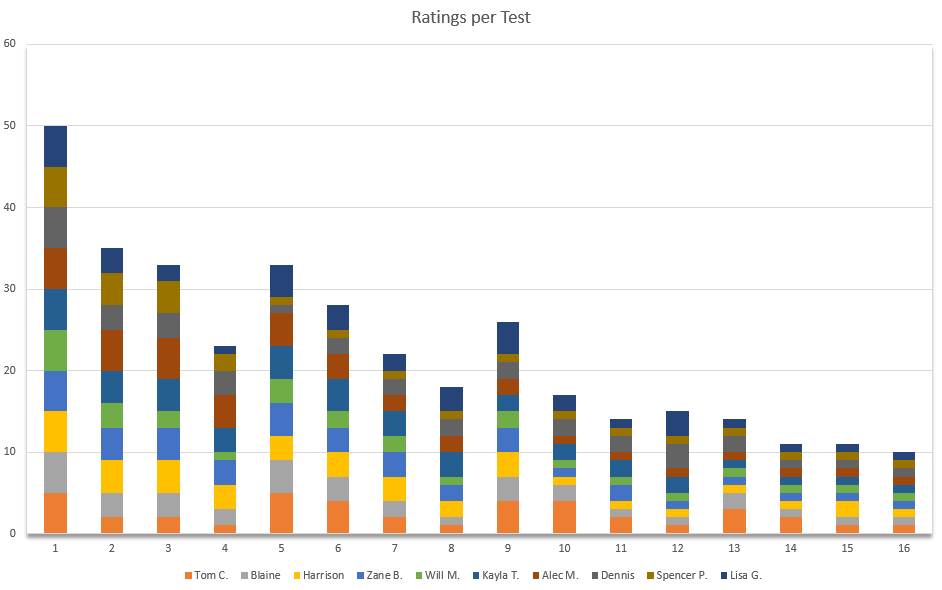 Ratings per Test
60
50
40
30
20
10
0
1 2 3 4 5 6 7 8 9 10 11 12 13 14 15 16
Tom C. Blaine Harrison Zane B. Will M. Kayla T. Alec M. Dennis Spencer P. Lisa G.